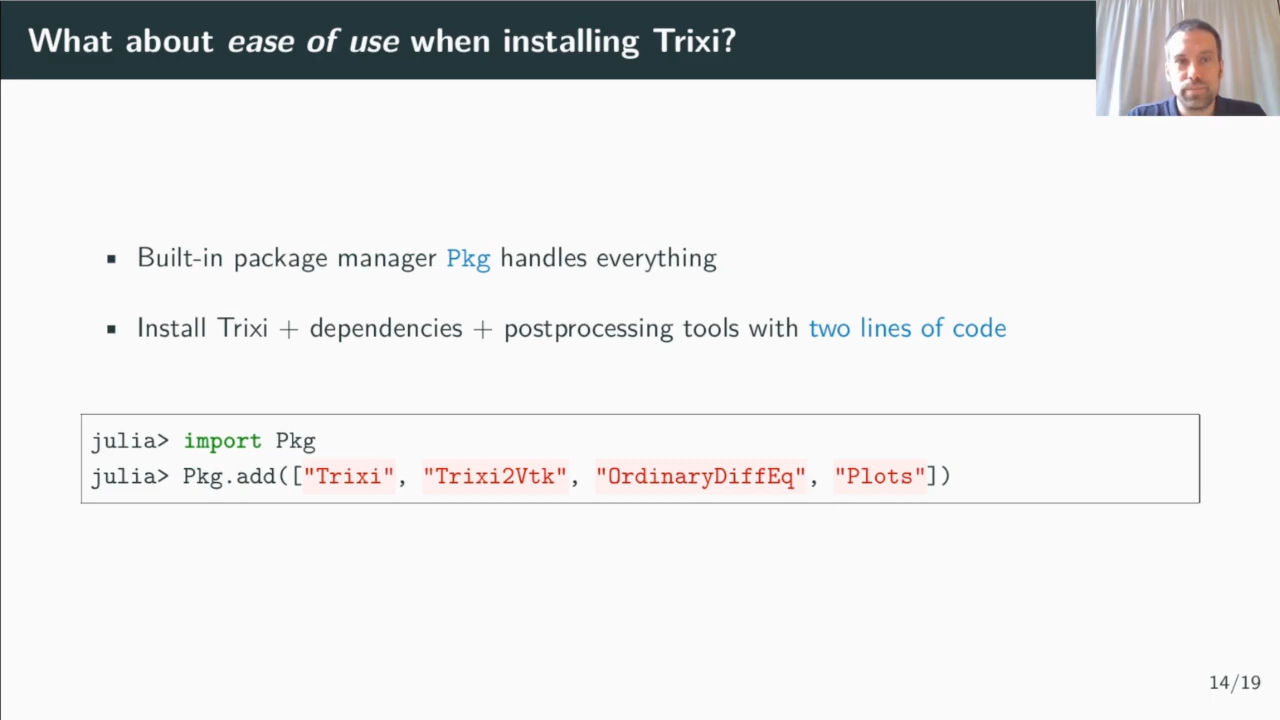 What about ease of use when installing Trixi?
▪ Built-in package manager Pkg handles everything
▪ Install Trixi + dependencies + postprocessing tools with two lines of code
julia> import Pkg
julia> Pkg.add(["Trixi", "Trixi2Vtk", "OrdinaryDiffEq", "Plots"])
14/19